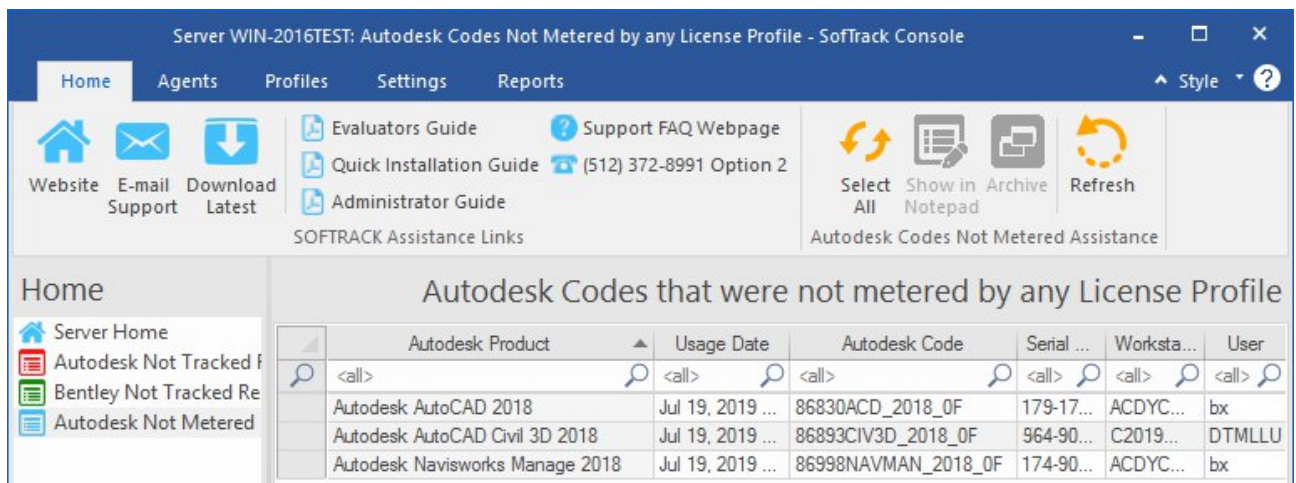 Server WIN-2016TEST: Autodesk Codes Not Metered by any License Profile - SofTrack Console
Home Agents Profiles Settings Reports Style
Website
E-mail Support
Download Latest
Evaluators Guide
Quick Installation Guide
Administrator Guide
Support FAQ Webpage
(512) 372-8991 Option 2
SOFTRACK Assistance Links
Select All
Show in Notepad
Archive
Refresh
Autodesk Codes Not Metered Assistance
Home
Server Home
Autodesk Not Tracked
Bentley Not Tracked Re
Autodesk Not Metered
Autodesk Codes that were not metered by any License Profile
Autodesk Product Usage Date Autodesk Code Serial ... Worksta... User
<all> <all> <all> <all> <all> <all>
Autodesk AutoCAD 2018 Jul 19, 2019 ... 86830ACD_2018_0F 179-17... ACDYC... bx
Autodesk AutoCAD Civil 3D 2018 Jul 19, 2019 ... 86893CIV3D_2018_0F 964-90... C2019... DTMLLU
Autodesk Navisworks Manage 2018 Jul 19, 2019 ... 86998NAVMAN_2018_0F 174-90... ACDYC... bx